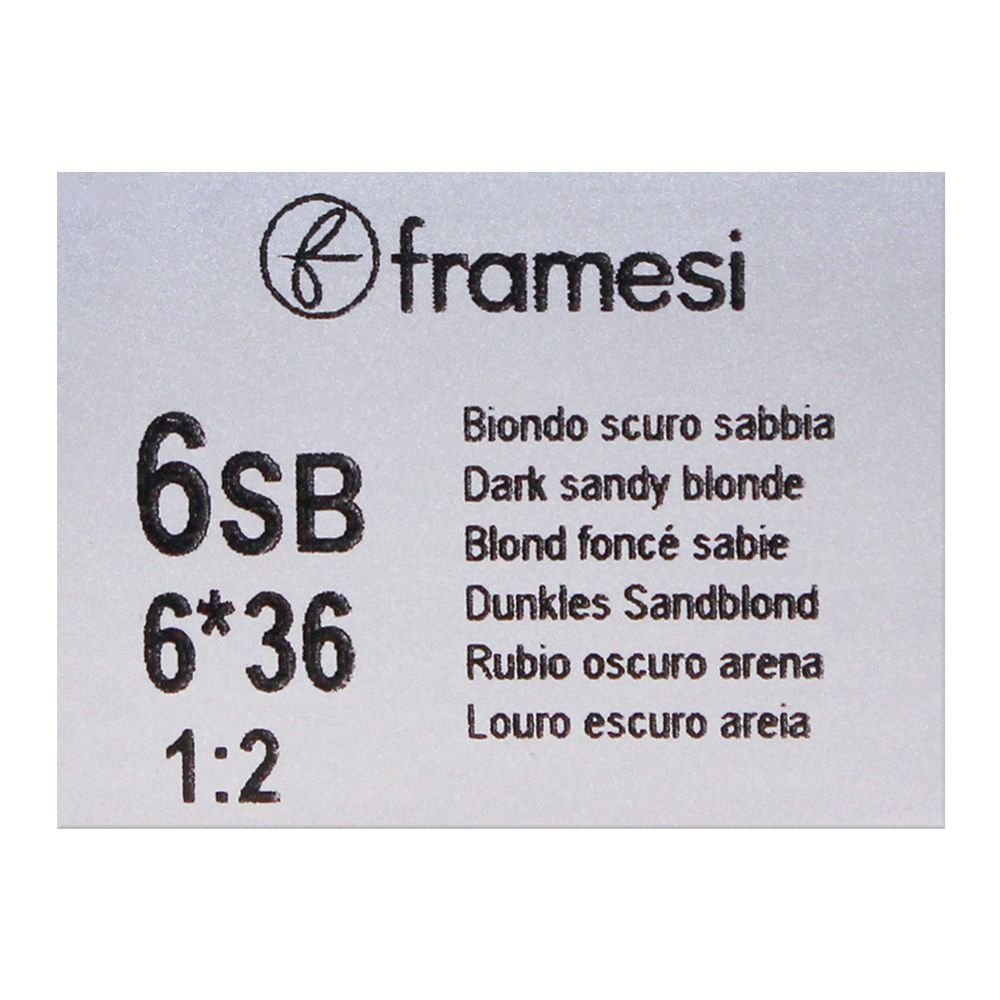 framesi
6SB
6*36
1:2
Biondo scuro sabbia
Dark sandy blonde
Blond foncé sabie
Dunkles Sandblond
Rubio oscuro arena
Louro escuro areia